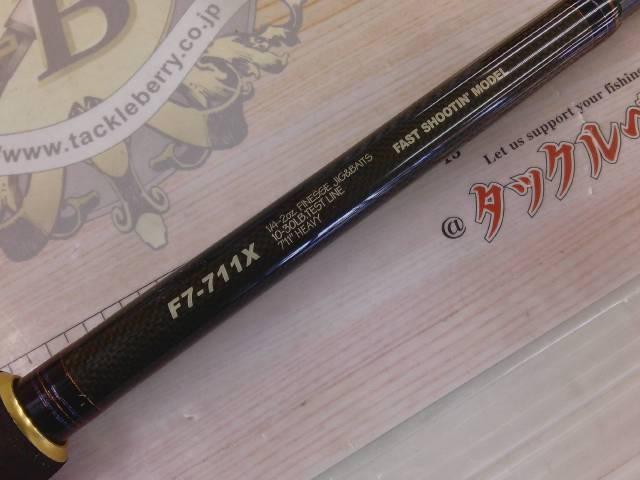 B
www.tackleberry.co.jp
Let us support your fishing
@タックルベ
FAST SHOOTIN' MODEL
F7-711X
1/4-2oz FINESSE JIG&BAITS
10-30LB.TEST LINE
7'11" HEAVY